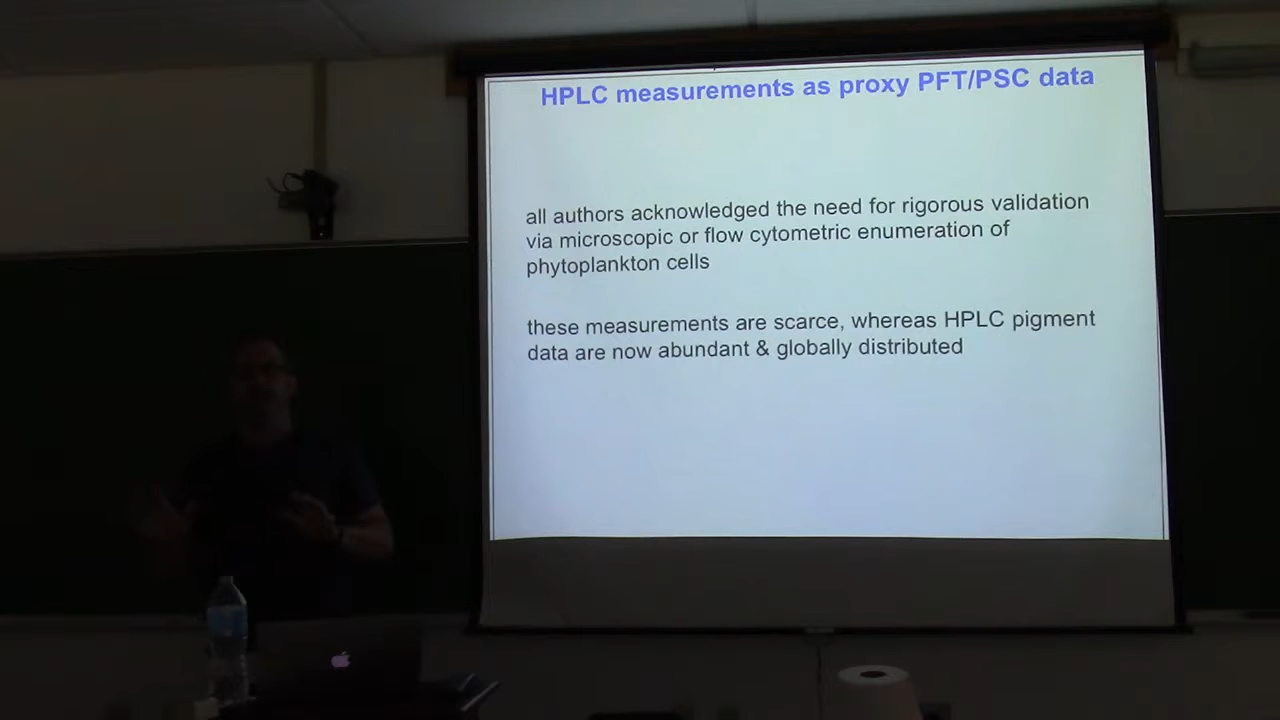 HPLC measurements as proxy PFT/PSC data
all authors acknowledged the need for rigorous validation
via microscopic or flow cytometric enumeration of
phytoplankton cells
these measurements are scarce, whereas HPLC pigment
data are now abundant & globally distributed